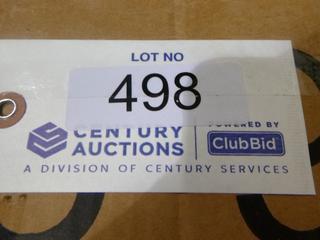 LOT NO
498
CENTURY AUCTIONS
POWERED BY
ClubBid
A DIVISION OF CENTURY SERVICES